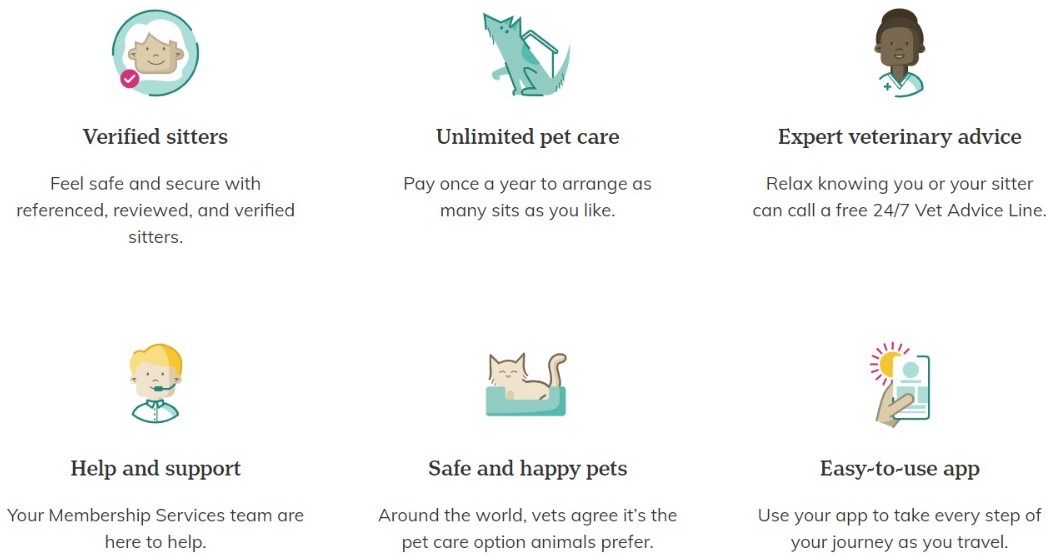 Verified sitters
Feel safe and secure with
referenced, reviewed, and verified
sitters.
Unlimited pet care
Pay once a year to arrange as
many sits as you like.
Expert veterinary advice
Relax knowing you or your sitter
can call a free 24/7 Vet Advice Line.
Help and support
Your Membership Services team are
here to help.
Safe and happy pets
Around the world, vets agree it’s the
pet care option animals prefer.
Easy-to-use app
Use your app to take every step of
your journey as you travel.